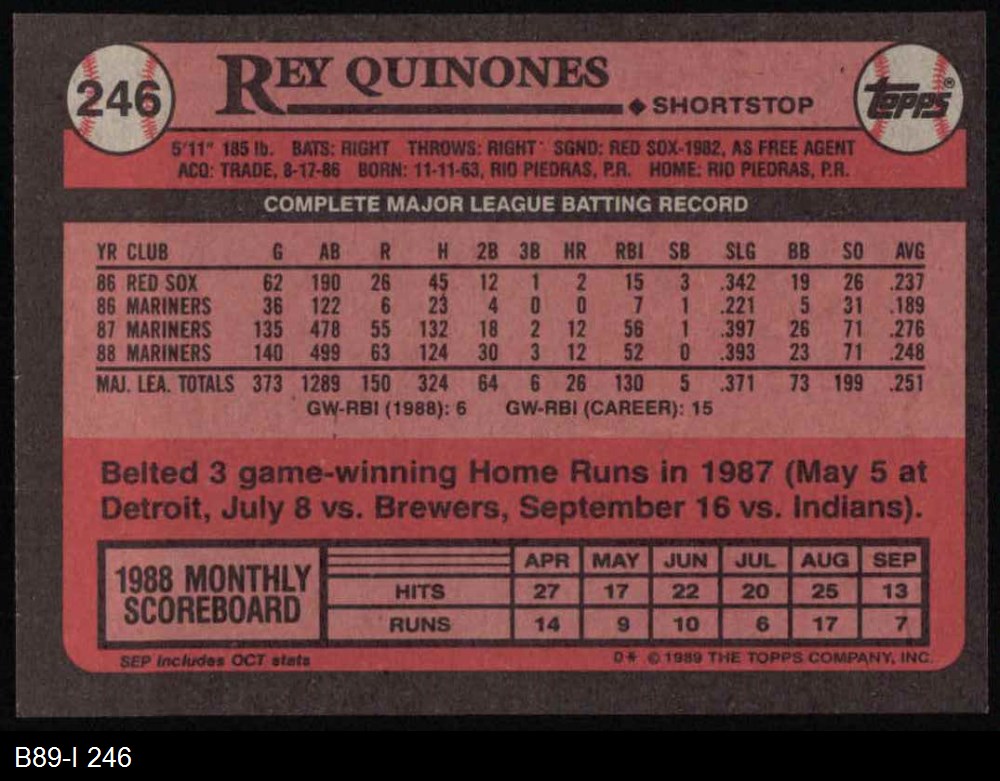 246
REY QUINONES
◆ SHORTSTOP
topps®
5'11" 185 lb. BATS: RIGHT THROWS: RIGHT SGND: RED SOX-1982, AS FREE AGENT
ACQ: TRADE, 8-17-86 BORN: 11-11-63, RIO PIEDRAS, P.R. HOME: RIO PIEDRAS, P.R.
COMPLETE MAJOR LEAGUE BATTING RECORD
YR CLUB G AB R H 2B 3B HR RBI SB SLG BB SO AVG
86 RED SOX 62 190 26 45 12 1 2 15 3 .342 19 26 .237
86 MARINERS 36 122 6 23 4 0 0 7 1 .221 5 31 .189
87 MARINERS 135 478 55 132 18 2 12 56 1 .397 26 71 .276
88 MARINERS 140 499 63 124 30 3 12 52 0 .393 23 71 .248
MAJ. LEA. TOTALS 373 1289 150 324 64 6 26 130 5 .371 73 199 .251
GW-RBI (1988): 6 GW-RBI (CAREER): 15
Belted 3 game-winning Home Runs in 1987 (May 5 at
Detroit, July 8 vs. Brewers, September 16 vs. Indians).
1988 MONTHLY
SCOREBOARD
APR MAY JUN JUL AUG SEP
HITS 27 17 22 20 25 13
RUNS 14 9 10 6 17 7
SEP includes OCT stats
D* © 1989 THE TOPPS COMPANY, INC.
B89-I 246